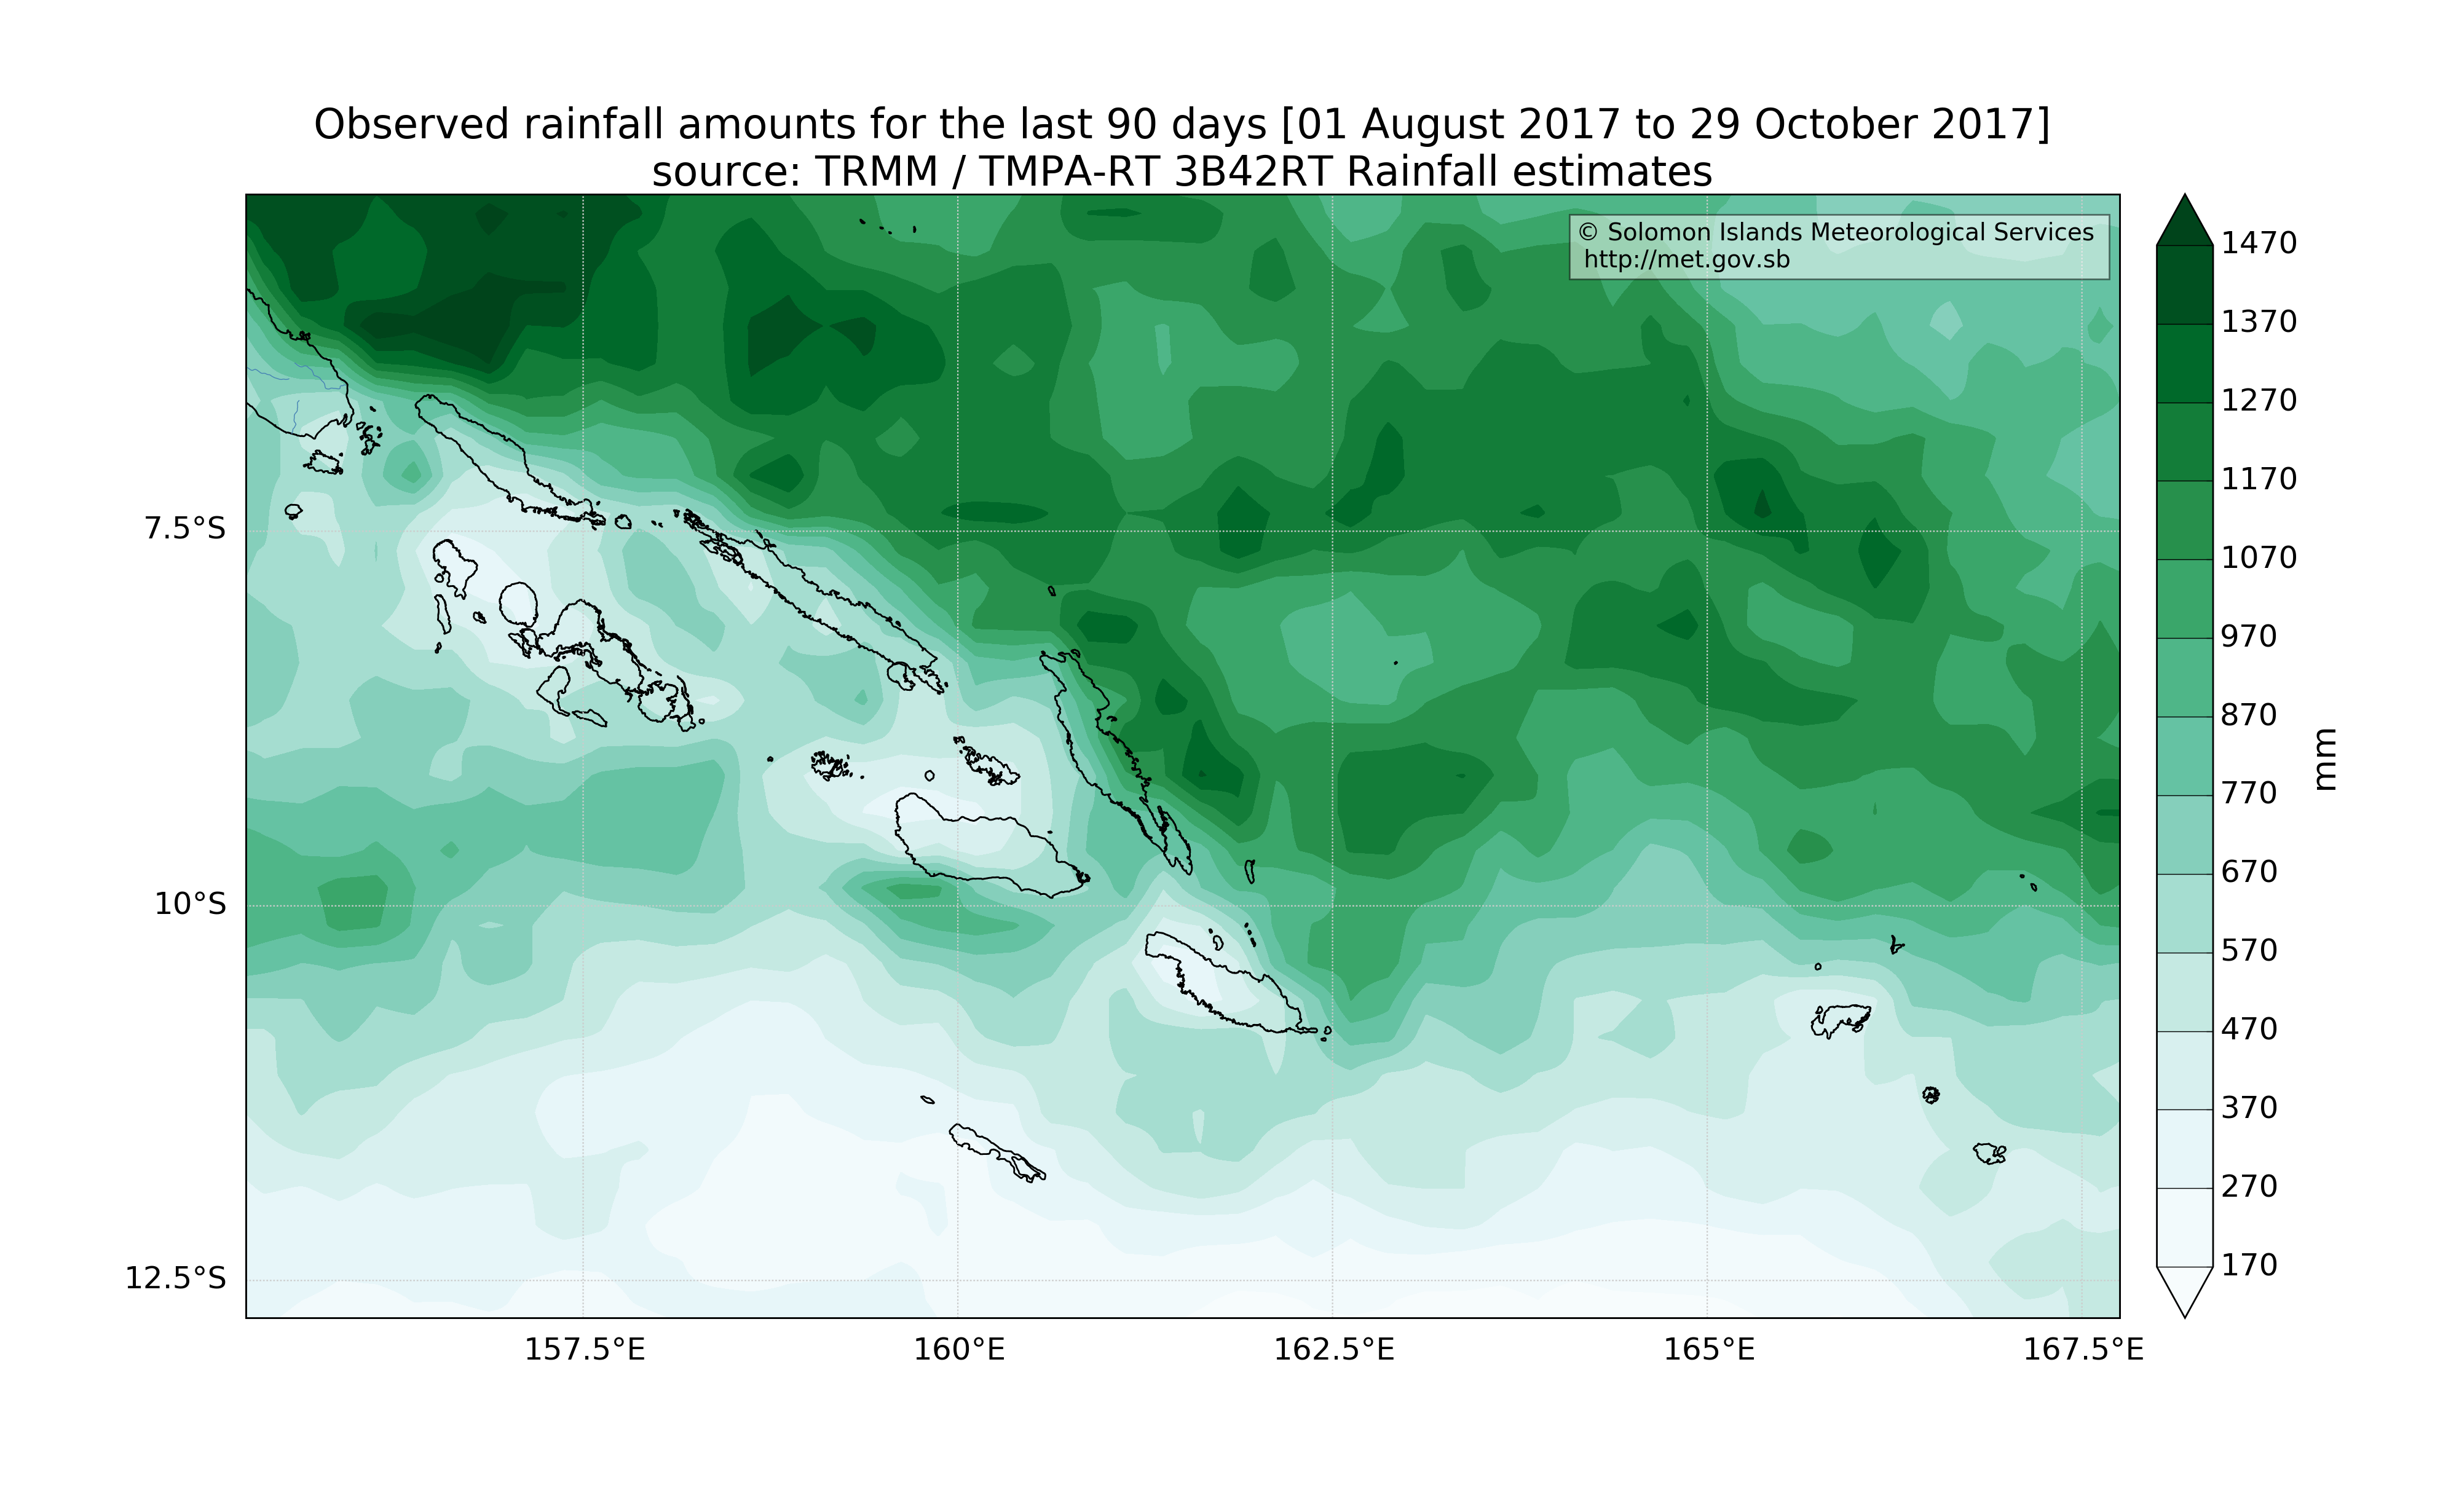 Observed rainfall amounts for the last 90 days [01 August 2017 to 29 October 2017]
source: TRMM / TMPA-RT 3B42RT Rainfall estimates
© Solomon Islands Meteorological Services
http://met.gov.sb
7.5°S
10°S
12.5°S
157.5°E
160°E
162.5°E
165°E
167.5°E
1470
1370
1270
1170
1070
970
870
770
670
570
470
370
270
170
mm